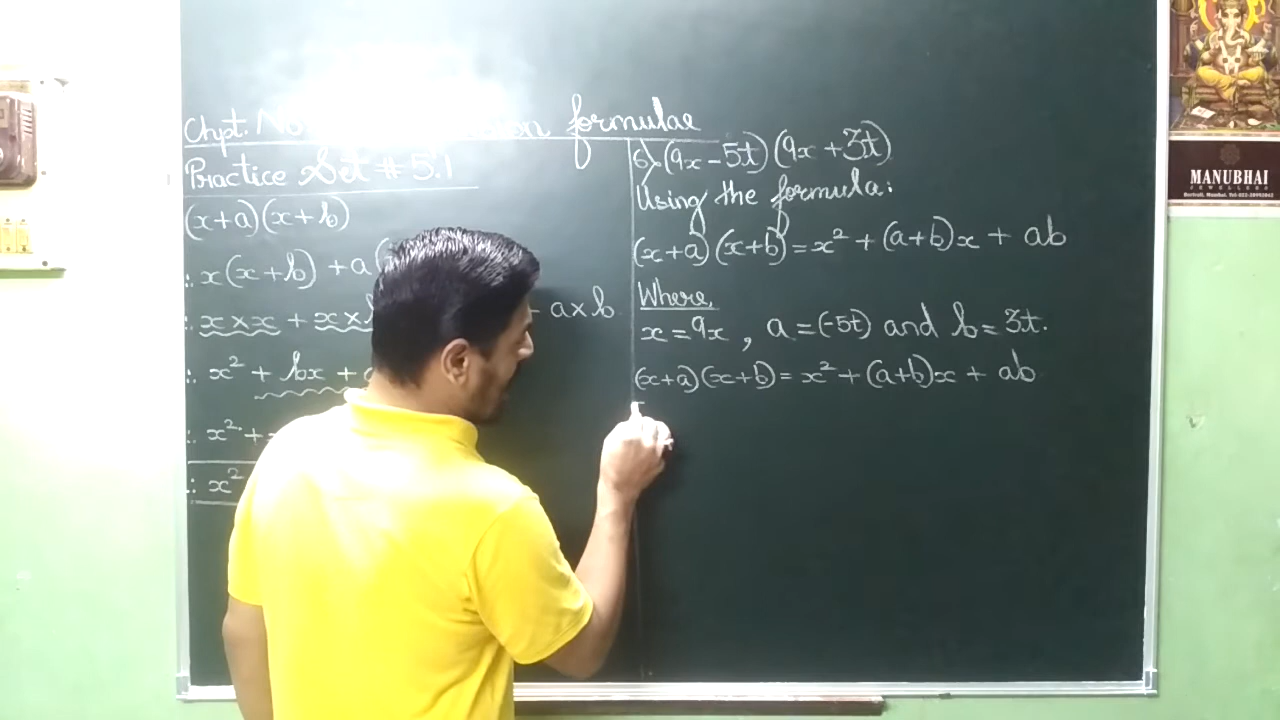 Chpt. No formulae
Practice Set # 5.1
(x+a)(x+b)
∴ x(x+b) + a(
∴ x×x + x× + a×b
∴ x² + bx +
∴ x² +
∴ x²
6) (9x-5t)(9x+3t)
Using the formula:
(x+a)(x+b)=x²+(a+b)x + ab
Where,
x=9x, a=(-5t) and b=3t.
(x+a)(x+b)= x²+(a+b)x + ab
MANUBHAI
JEWELLERS